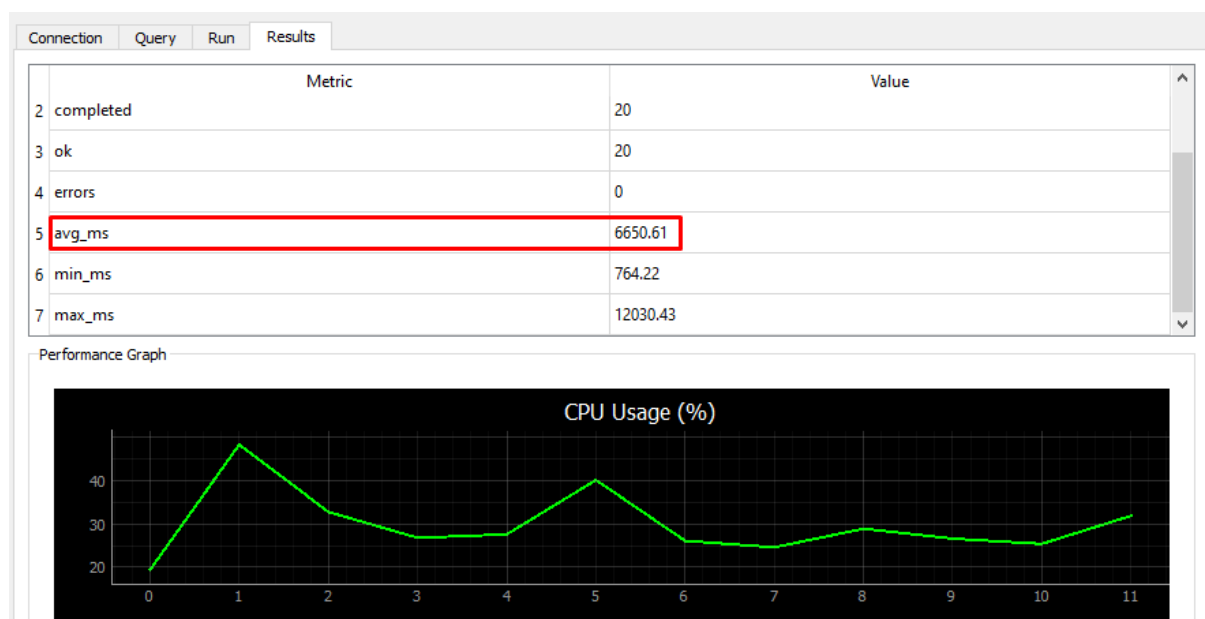 Connection Query Run Results
Metric Value
2 completed 20
3 ok 20
4 errors 0
5 avg_ms 6650.61
6 min_ms 764.22
7 max_ms 12030.43
Performance Graph
CPU Usage (%)
40
30
20
0 1 2 3 4 5 6 7 8 9 10 11